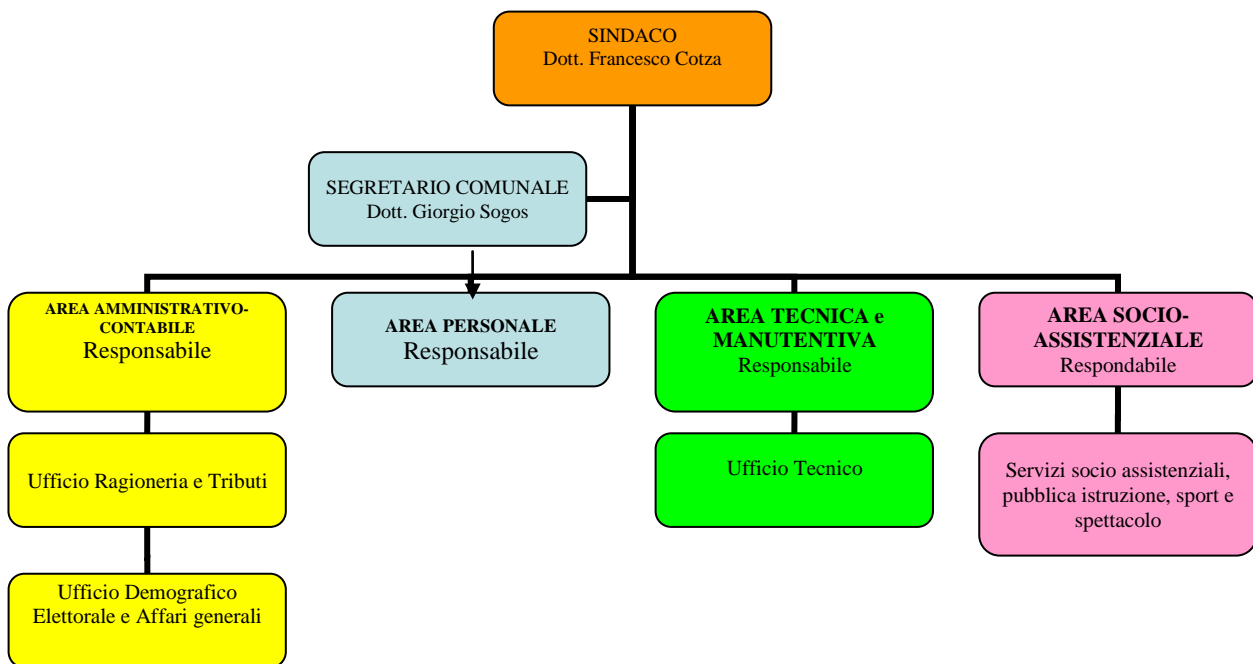 SINDACO
Dott. Francesco Cotza
SEGRETARIO COMUNALE
Dott. Giorgio Sogos
AREA AMMINISTRATIVO-
CONTABILE
Responsabile
AREA PERSONALE
Responsabile
AREA TECNICA e
MANUTENTIVA
Responsabile
AREA SOCIO-
ASSISTENZIALE
Respondabile
Ufficio Ragioneria e Tributi
Ufficio Tecnico
Servizi socio assistenziali,
pubblica istruzione, sport e
spettacolo
Ufficio Demografico
Elettorale e Affari generali